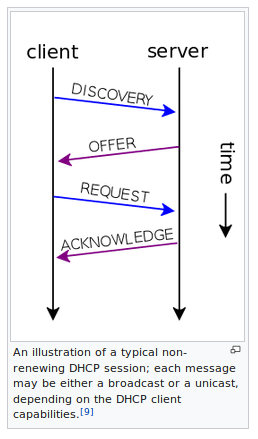 client server
DISCOVERY
OFFER
time
REQUEST
ACKNOWLEDGE
An illustration of a typical non-
renewing DHCP session; each message
may be either a broadcast or a unicast,
depending on the DHCP client
capabilities.[9]